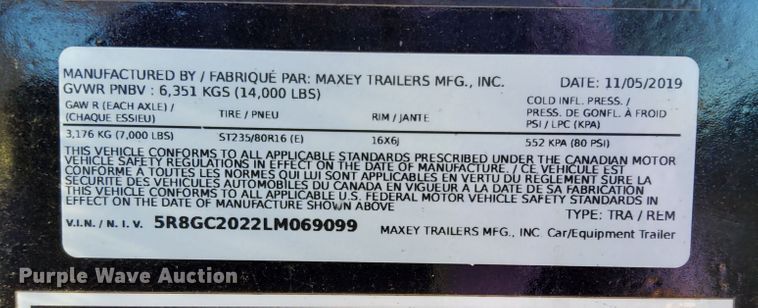 MANUFACTURED BY / FABRIQUÉ PAR: MAXEY TRAILERS MFG., INC. DATE: 11/05/2019
GVWR PNBV : 6,351 KGS (14,000 LBS)
GAW R (EACH AXLE) / (CHAQUE ESSIEU) TIRE / PNEU RIM / JANTE COLD INFL. PRESS. / PRESS. DE GONFL. À FROID PSI / LPC (KPA)
3,176 KG (7,000 LBS) ST235/80R16 (E) 16X6J 552 KPA (80 PSI)
THIS VEHICLE CONFORMS TO ALL APPLICABLE STANDARDS PRESCRIBED UNDER THE CANADIAN MOTOR
VEHICLE SAFETY REGULATIONS IN EFFECT ON THE DATE OF MANUFACTURE. / CE VÉHICULE EST
CONFORME A TOUTES LES NORMES QUI LUI SONT APPLICABLES EN VERTU DU RÈGLEMENT SUR LA
SÉCURITÉ DES VÉHICULES AUTOMOBILES DU CANADA EN VIGUEUR A LA DATE DE SA FABRICATION
THIS VEHICLE CONFORMS TO ALL APPLICABLE U.S. FEDERAL MOTOR VEHICLE SAFETY STANDARDS IN
EFFECT ON THE DATE OF MANUFACTURE SHOWN ABOVE
TYPE: TRA / REM
V.I.N. / N. I. V. 5R8GC2022LM069099 MAXEY TRAILERS MFG., INC. Car/Equipment Trailer
Purple Wave Auction